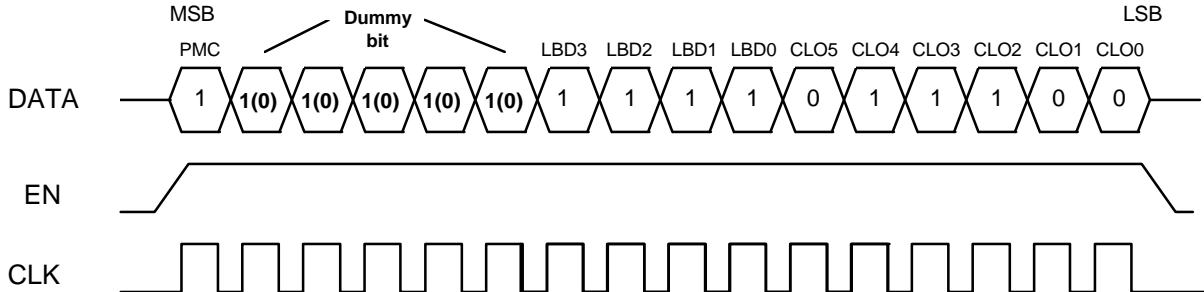 MSB Dummy LSB
bit
PMC LBD3 LBD2 LBD1 LBD0 CLO5 CLO4 CLO3 CLO2 CLO1 CLO0
DATA 1 1(0) 1(0) 1(0) 1(0) 1(0) 1 1 1 1 0 1 1 1 0 0
EN
CLK